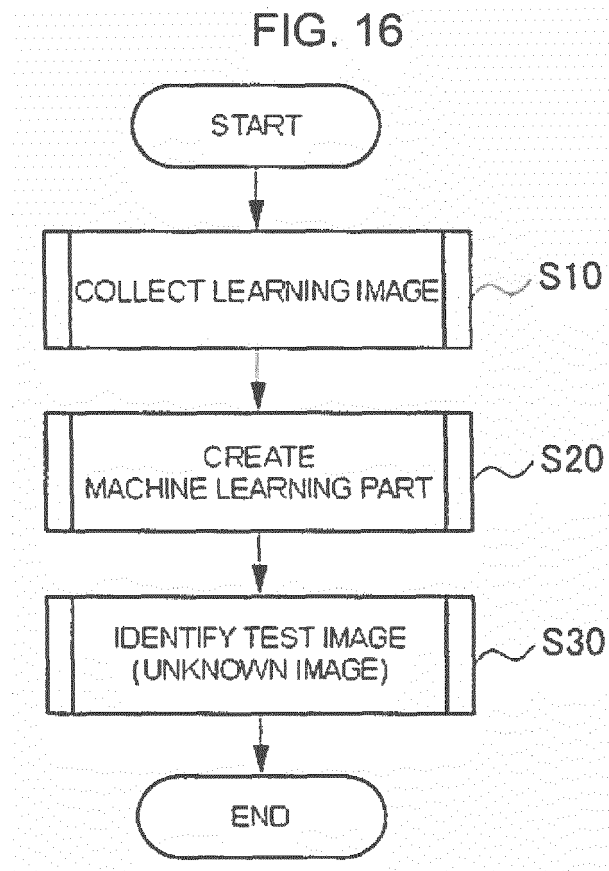 FIG. 16
START
COLLECT LEARNING IMAGE
S10
CREATE
MACHINE LEARNING PART
S20
IDENTIFY TEST IMAGE
(UNKNOWN IMAGE)
S30
END